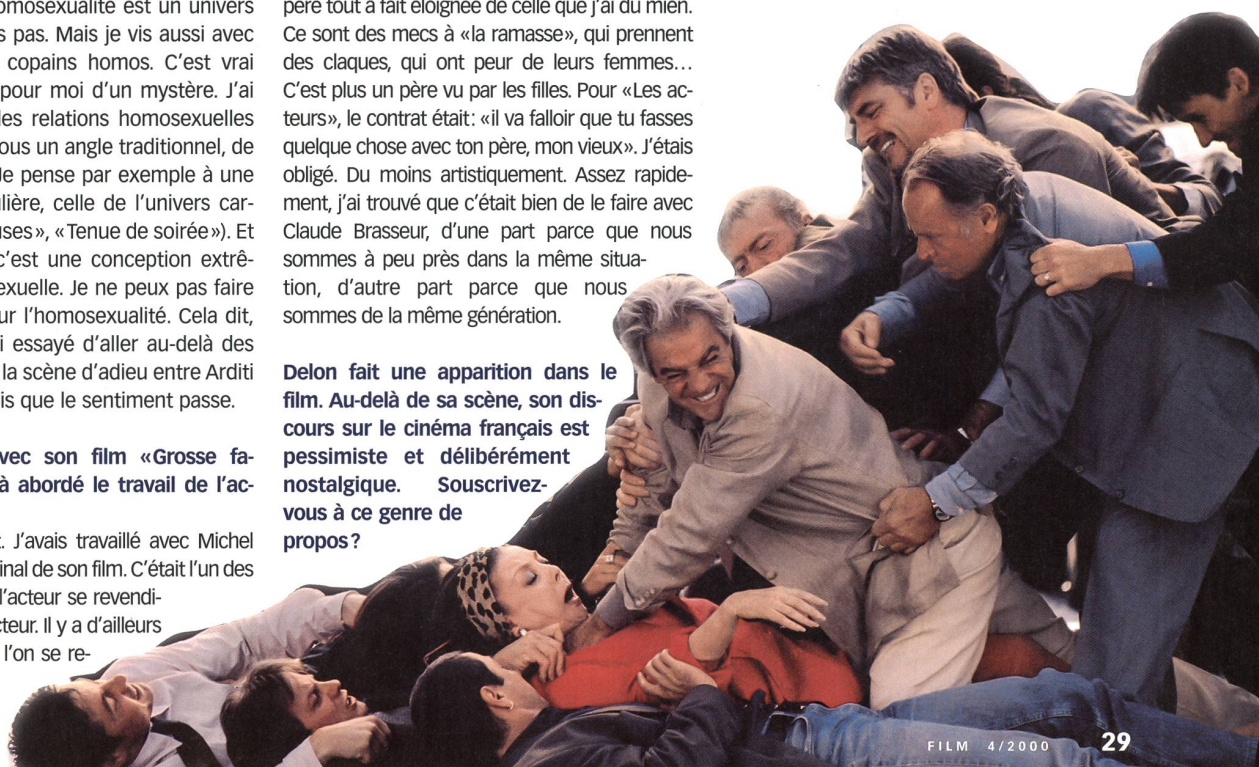 omosexualité est un univers
s pas. Mais je vis aussi avec
copains homos. C'est vrai
pour moi d'un mystère. J'ai
les relations homosexuelles
ous un angle traditionnel, de
Je pense par exemple à une
lière, celle de l'univers car-
uses», «Tenue de soirée»). Et
c'est une conception extrê-
exuelle. Je ne peux pas faire
ur l'homosexualité. Cela dit,
i essayé d'aller au-delà des
la scène d'adieu entre Arditi
is que le sentiment passe.
vec son film «Grosse fa-
à abordé le travail de l'ac-
t. J'avais travaillé avec Michel
inal de son film. C'était l'un des
l'acteur se revendi-
cteur. Il y a d'ailleurs
l'on se re-
père tout à fait éloignée de celle que j'ai du mien.
Ce sont des mecs à «la ramasse», qui prennent
des claques, qui ont peur de leurs femmes…
C'est plus un père vu par les filles. Pour «Les ac-
teurs», le contrat était: «il va falloir que tu fasses
quelque chose avec ton père, mon vieux». J'étais
obligé. Du moins artistiquement. Assez rapide-
ment, j'ai trouvé que c'était bien de le faire avec
Claude Brasseur, d'une part parce que nous
sommes à peu près dans la même situa-
tion, d'autre part parce que nous
sommes de la même génération.
Delon fait une apparition dans le
film. Au-delà de sa scène, son dis-
cours sur le cinéma français est
pessimiste et délibérément
nostalgique. Souscrivez-
vous à ce genre de
propos?
FILM 4/2000 29